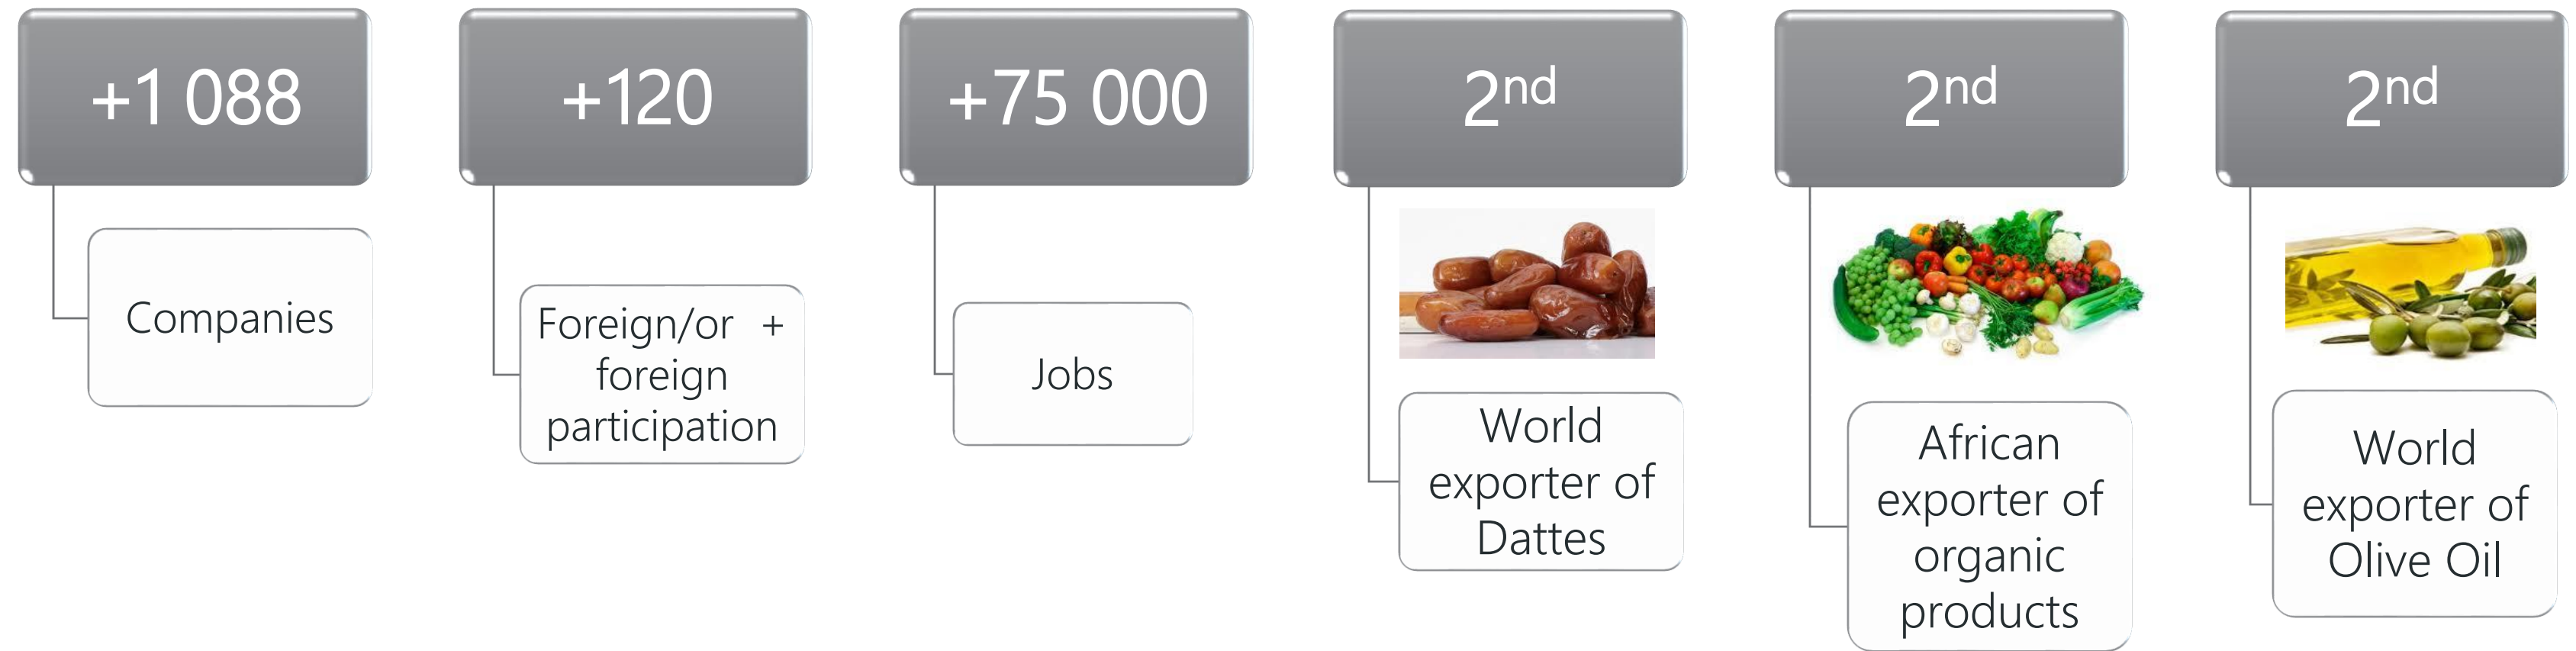 +1 088
Companies
+120
Foreign/or +
foreign
participation
+75 000
Jobs
2nd
World
exporter of
Dattes
2nd
African
exporter of
organic
products
2nd
World
exporter of
Olive Oil